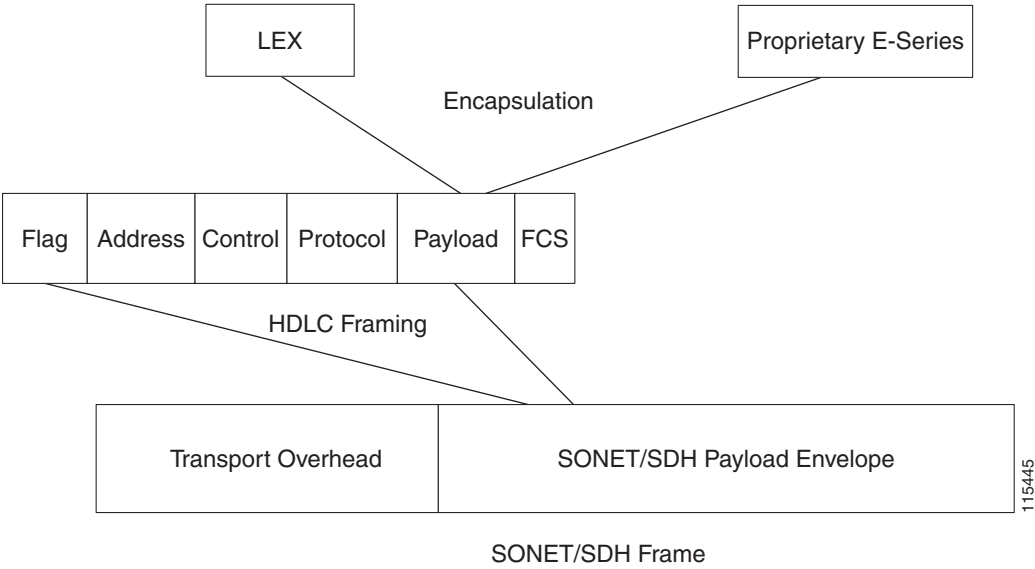 LEX
Proprietary E-Series
Encapsulation
Flag
Address
Control
Protocol
Payload
FCS
HDLC Framing
Transport Overhead
SONET/SDH Payload Envelope
115445
SONET/SDH Frame